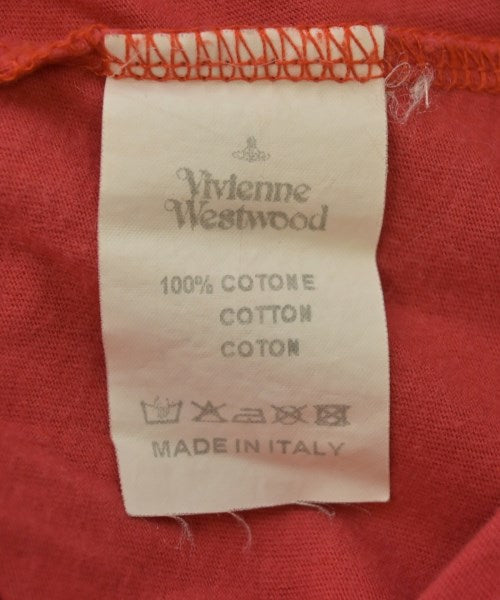 Vivienne
Westwood
100% COTONE
COTTON
COTON
MADE IN ITALY